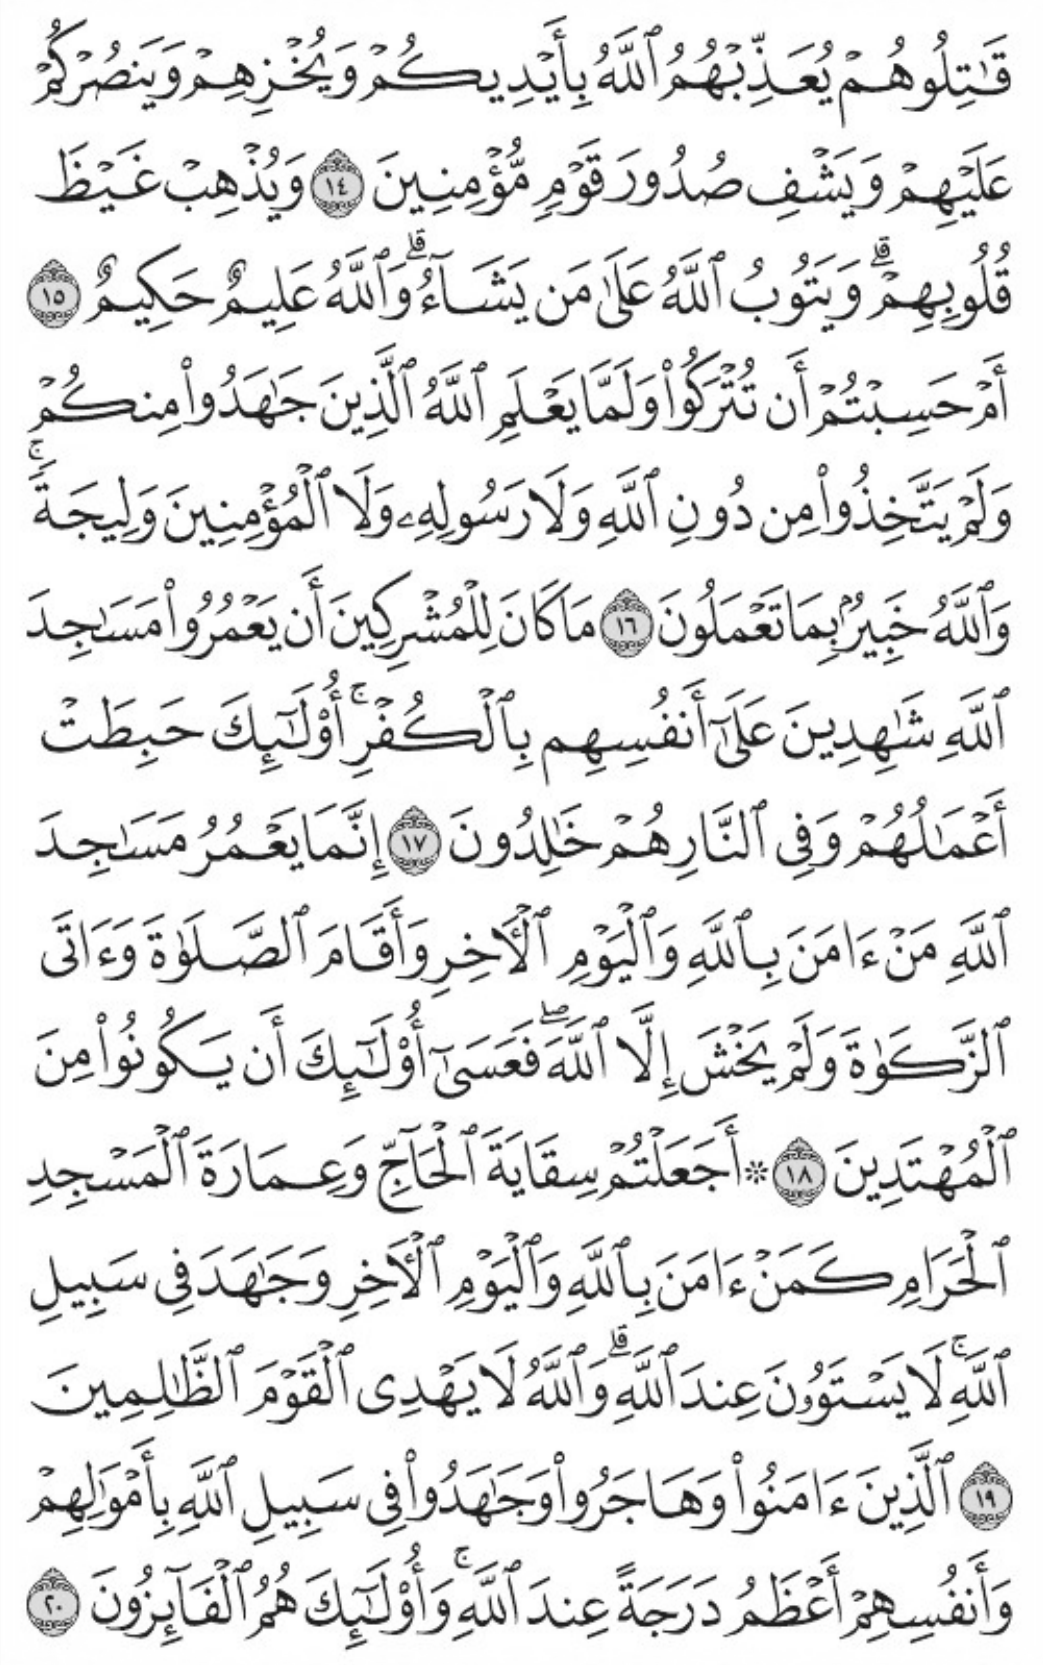 قَٰتِلُوهُمْ يُعَذِّبْهُمُ ٱللَّهُ بِأَيْدِيكُمْ وَيُخْزِهِمْ وَيَنصُرْكُمْ
عَلَيْهِمْ وَيَشْفِ صُدُورَ قَوْمٍ مُّؤْمِنِينَ ١٤ وَيُذْهِبْ غَيْظَ
قُلُوبِهِمْۗ وَيَتُوبُ ٱللَّهُ عَلَىٰ مَن يَشَآءُۗ وَٱللَّهُ عَلِيمٌ حَكِيمٌ ١٥
أَمْ حَسِبْتُمْ أَن تُتْرَكُوا۟ وَلَمَّا يَعْلَمِ ٱللَّهُ ٱلَّذِينَ جَٰهَدُوا۟ مِنكُمْ
وَلَمْ يَتَّخِذُوا۟ مِن دُونِ ٱللَّهِ وَلَا رَسُولِهِۦ وَلَا ٱلْمُؤْمِنِينَ وَلِيجَةًۚ
وَٱللَّهُ خَبِيرٌۢ بِمَا تَعْمَلُونَ ١٦ مَا كَانَ لِلْمُشْرِكِينَ أَن يَعْمُرُوا۟ مَسَٰجِدَ
ٱللَّهِ شَٰهِدِينَ عَلَىٰٓ أَنفُسِهِم بِٱلْكُفْرِۚ أُو۟لَٰٓئِكَ حَبِطَتْ
أَعْمَٰلُهُمْ وَفِى ٱلنَّارِ هُمْ خَٰلِدُونَ ١٧ إِنَّمَا يَعْمُرُ مَسَٰجِدَ
ٱللَّهِ مَنْ ءَامَنَ بِٱللَّهِ وَٱلْيَوْمِ ٱلْءَاخِرِ وَأَقَامَ ٱلصَّلَوٰةَ وَءَاتَى
ٱلزَّكَوٰةَ وَلَمْ يَخْشَ إِلَّا ٱللَّهَۖ فَعَسَىٰٓ أُو۟لَٰٓئِكَ أَن يَكُونُوا۟ مِنَ
ٱلْمُهْتَدِينَ ١٨ ۞ أَجَعَلْتُمْ سِقَايَةَ ٱلْحَآجِّ وَعِمَارَةَ ٱلْمَسْجِدِ
ٱلْحَرَامِ كَمَنْ ءَامَنَ بِٱللَّهِ وَٱلْيَوْمِ ٱلْءَاخِرِ وَجَٰهَدَ فِى سَبِيلِ
ٱللَّهِۚ لَا يَسْتَوُۥنَ عِندَ ٱللَّهِۗ وَٱللَّهُ لَا يَهْدِى ٱلْقَوْمَ ٱلظَّٰلِمِينَ
١٩ ٱلَّذِينَ ءَامَنُوا۟ وَهَاجَرُوا۟ وَجَٰهَدُوا۟ فِى سَبِيلِ ٱللَّهِ بِأَمْوَٰلِهِمْ
وَأَنفُسِهِمْ أَعْظَمُ دَرَجَةً عِندَ ٱللَّهِۚ وَأُو۟لَٰٓئِكَ هُمُ ٱلْفَآئِزُونَ ٢٠